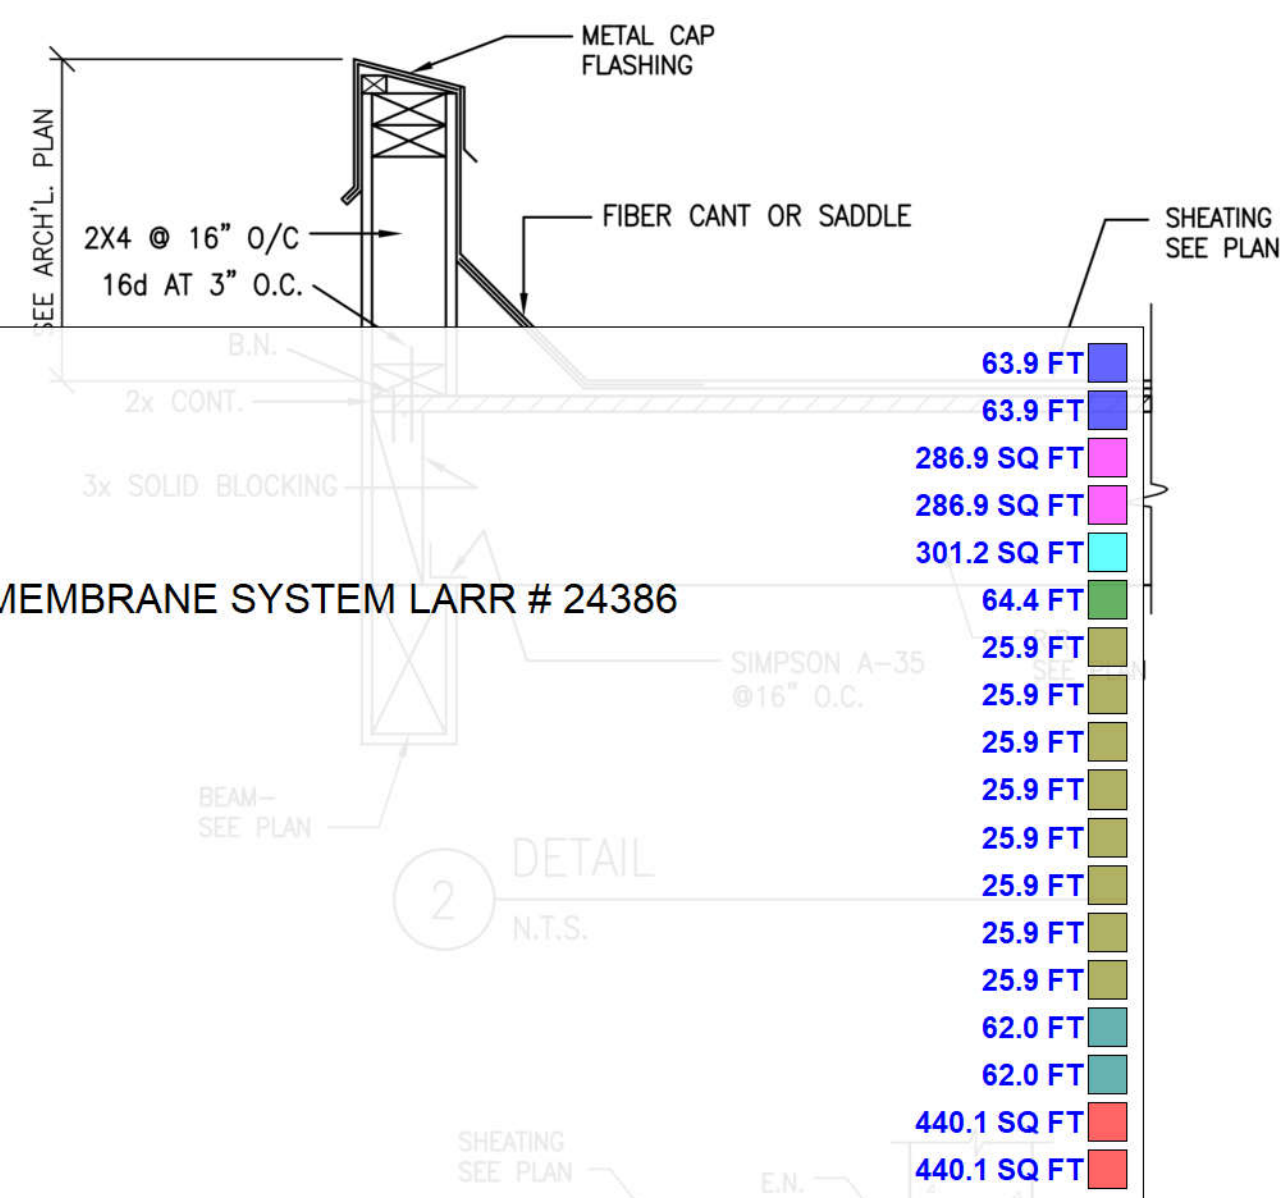 METAL CAP
FLASHING
SEE ARCH'L. PLAN
FIBER CANT OR SADDLE
SHEATING
SEE PLAN
2X4 @ 16" O/C
16d AT 3" O.C.
B.N.
2x CONT.
3x SOLID BLOCKING
63.9 FT
63.9 FT
286.9 SQ FT
286.9 SQ FT
301.2 SQ FT
MEMBRANE SYSTEM LARR # 24386
64.4 FT
25.9 FT
SIMPSON A-35
@16" O.C.
SEE PLAN
25.9 FT
25.9 FT
25.9 FT
BEAM-
SEE PLAN
25.9 FT
25.9 FT
25.9 FT
25.9 FT
2
DETAIL
N.T.S.
62.0 FT
62.0 FT
440.1 SQ FT
440.1 SQ FT
SHEATING
SEE PLAN
E.N.